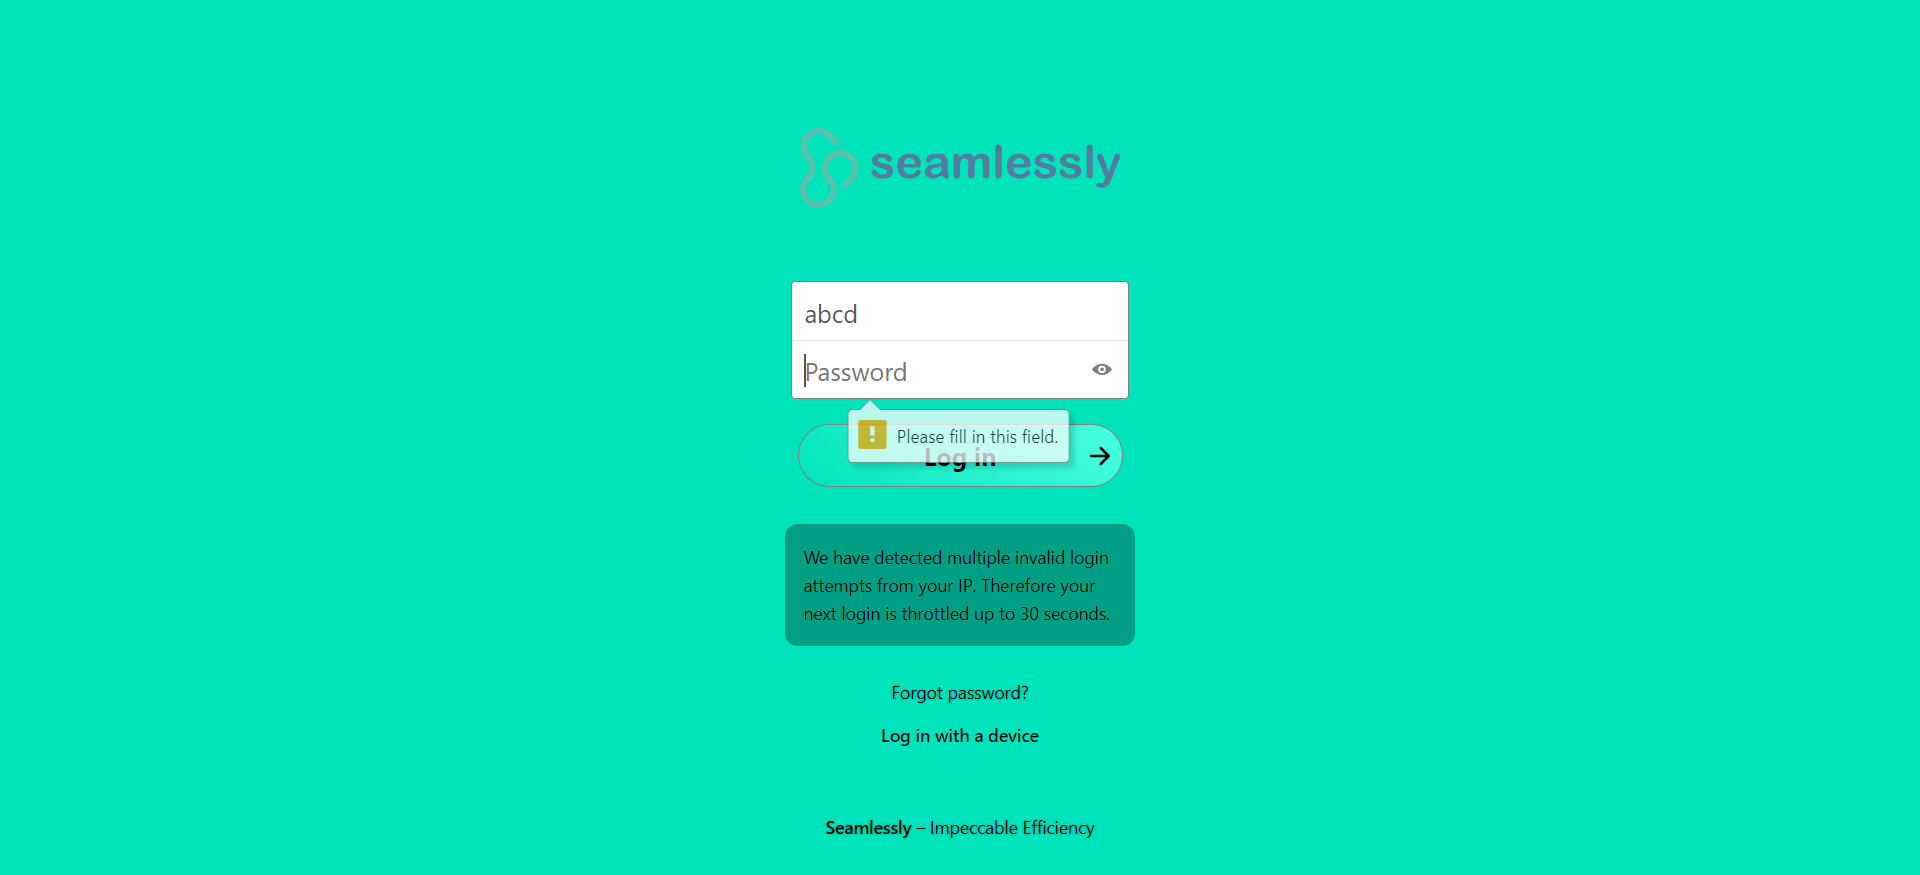 seamlessly
abcd
Password
Please fill in this field.
Log in
We have detected multiple invalid login
attempts from your IP. Therefore your
next login is throttled up to 30 seconds.
Forgot password?
Log in with a device
Seamlessly – Impeccable Efficiency